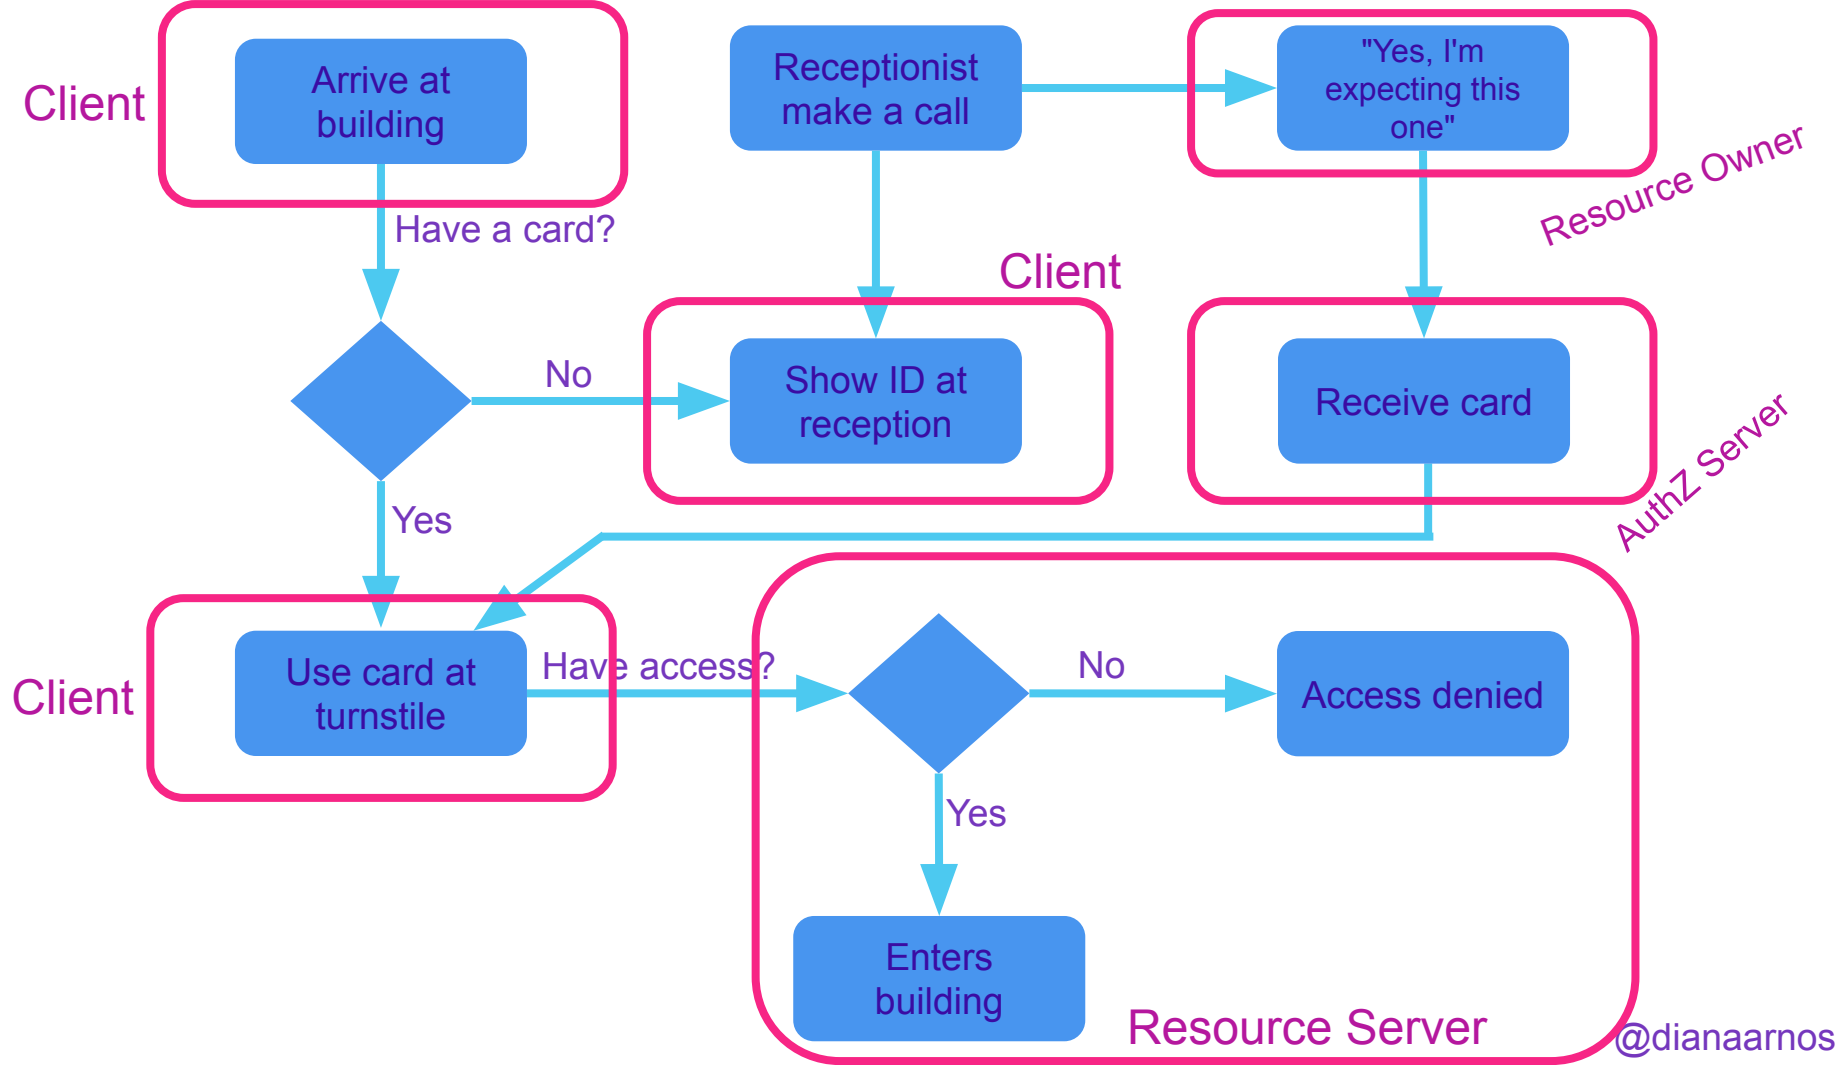 Client
Arrive at
building
Receptionist
make a call
"Yes, I'm
expecting this
one"
Resource Owner
Have a card?
Client
No
Show ID at
reception
Receive card
AuthZ Server
Yes
Client
Use card at
turnstile
Have access?
No
Access denied
Yes
Enters
building
Resource Server
@dianaarnos